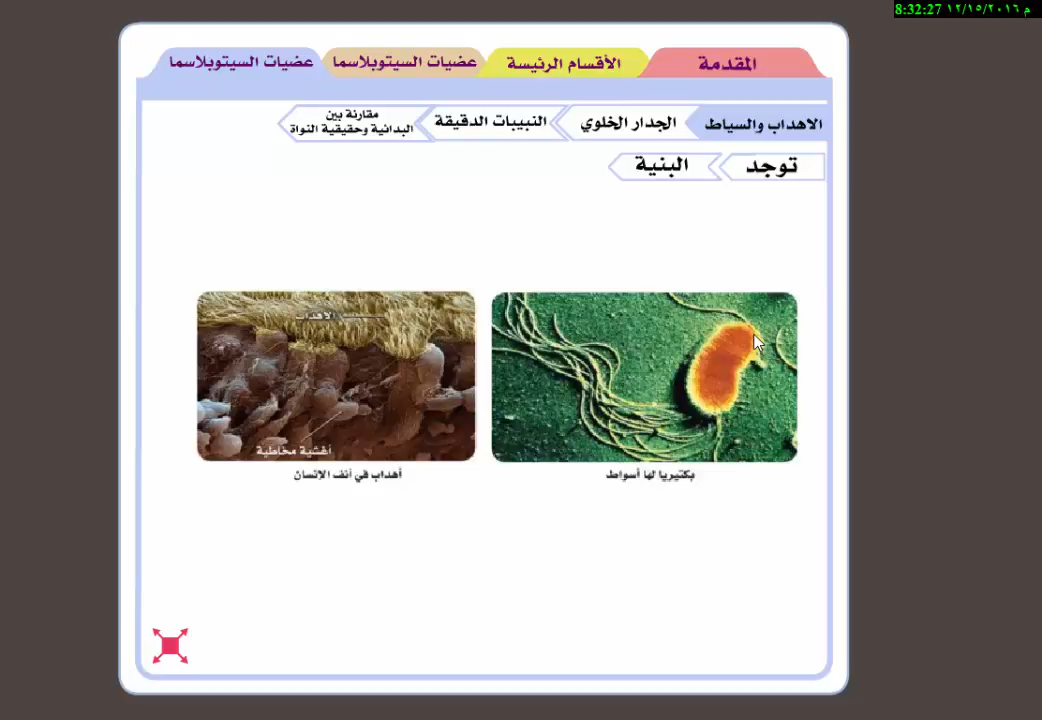 8:32:27 ١٢/١٥/٢٠١٦ م
المقدمة
الأقسام الرئيسة
عضيات السيتوبلاسما
عضيات السيتوبلاسما
الاهداب والسياط
الجدار الخلوي
النبيبات الدقيقة
مقارنة بين
البدائية وحقيقية النواة
توجد
البنية
الاهداب
أغشية مخاطية
بكتيريا لها أسواط
أهداب في أنف الإنسان